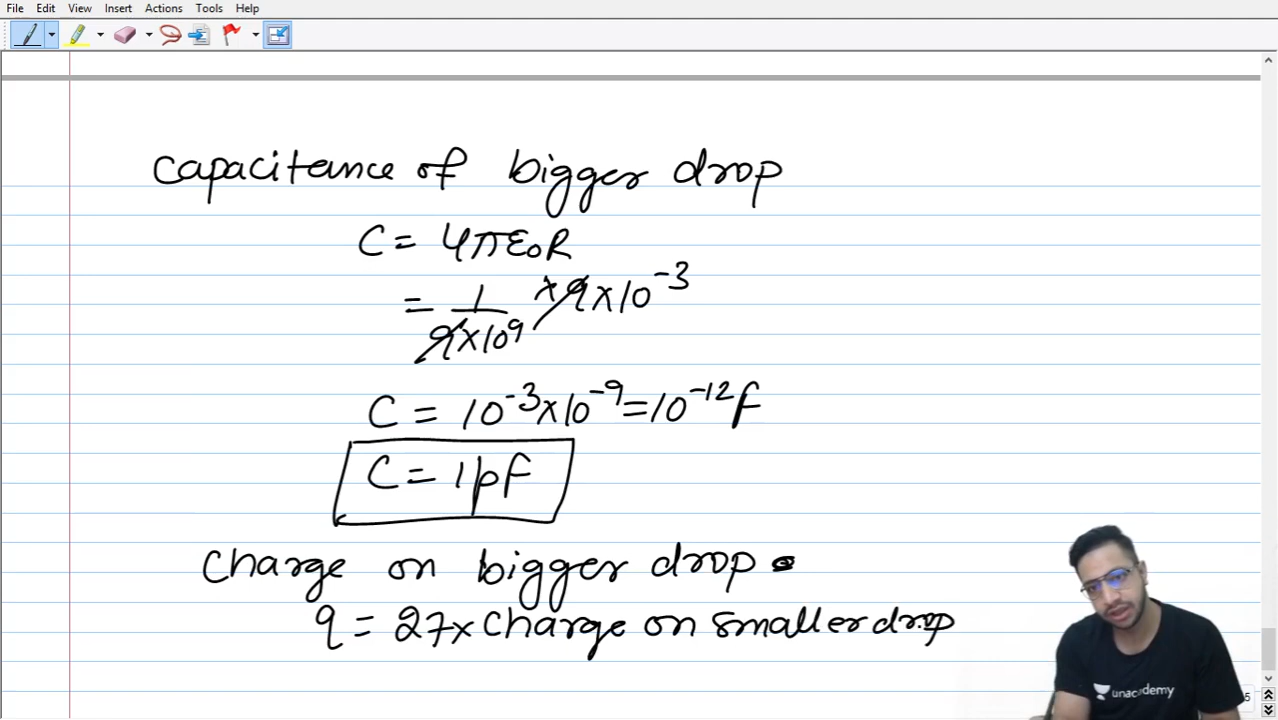 File Edit View Insert Actions Tools Help
Capacitance of bigger drop
C = 4πε₀R
= 1/9×10⁹ × 9×10⁻³
C = 10⁻³×10⁻⁹=10⁻¹²F
C = 1pF
Charge on bigger drop
q = 27× Charge on smaller drop
unacademy
5